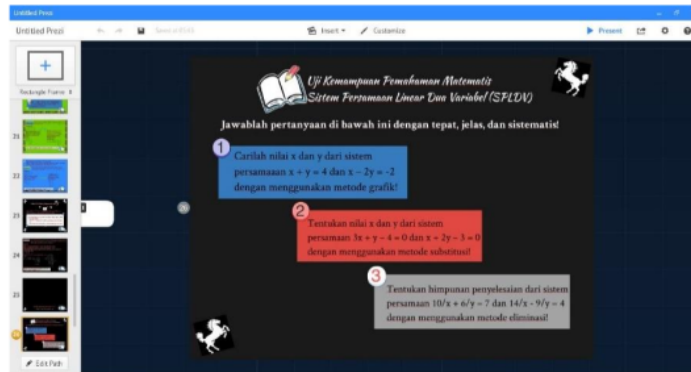 Untitled Prezi
Untitled Prezi
Insert
Customize
Present
Rectangle Frame
21
22
23
24
25
Edit Path
Uji Kemampuan Pemahaman Matematis
Sistem Persamaan Linear Dua Variabel (SPLDV)
Jawablah pertanyaan di bawah ini dengan tepat, jelas, dan sistematis!
1
Carilah nilai x dan y dari sistem
persamaaan x + y = 4 dan x – 2y = -2
dengan menggunakan metode grafik!
2
Tentukan nilai x dan y dari sistem
persamaan 3x + y – 4 = 0 dan x + 2y – 3 = 0
dengan menggunakan metode substitusi!
3
Tentukan himpunan penyelesaian dari sistem
persamaan 10/x + 6/y = 7 dan 14/x - 9/y = 4
dengan menggunakan metode eliminasi!